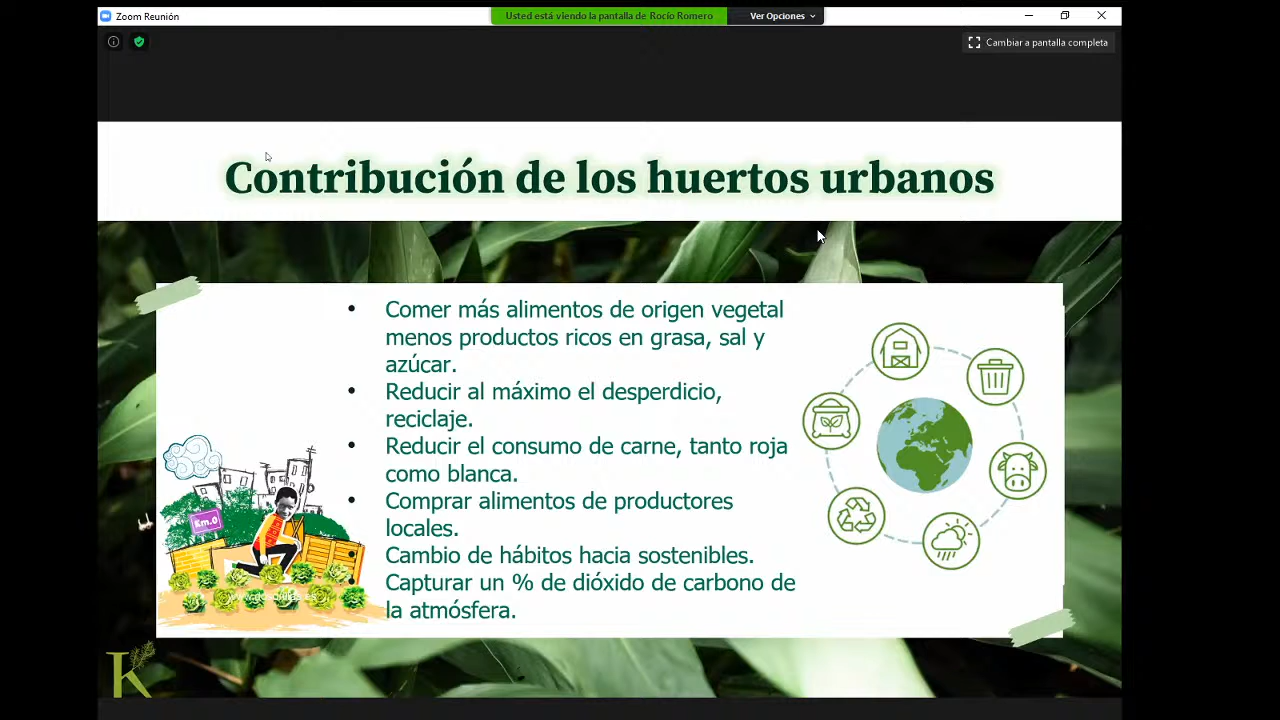 Zoom Reunión
Usted está viendo la pantalla de Rocío Romero
Ver Opciones
Cambiar a pantalla completa
Contribución de los huertos urbanos
• Comer más alimentos de origen vegetal
menos productos ricos en grasa, sal y
azúcar.
• Reducir al máximo el desperdicio,
reciclaje.
• Reducir el consumo de carne, tanto roja
como blanca.
• Comprar alimentos de productores
locales.
• Cambio de hábitos hacia sostenibles.
• Capturar un % de dióxido de carbono de
la atmósfera.
Km.0
K